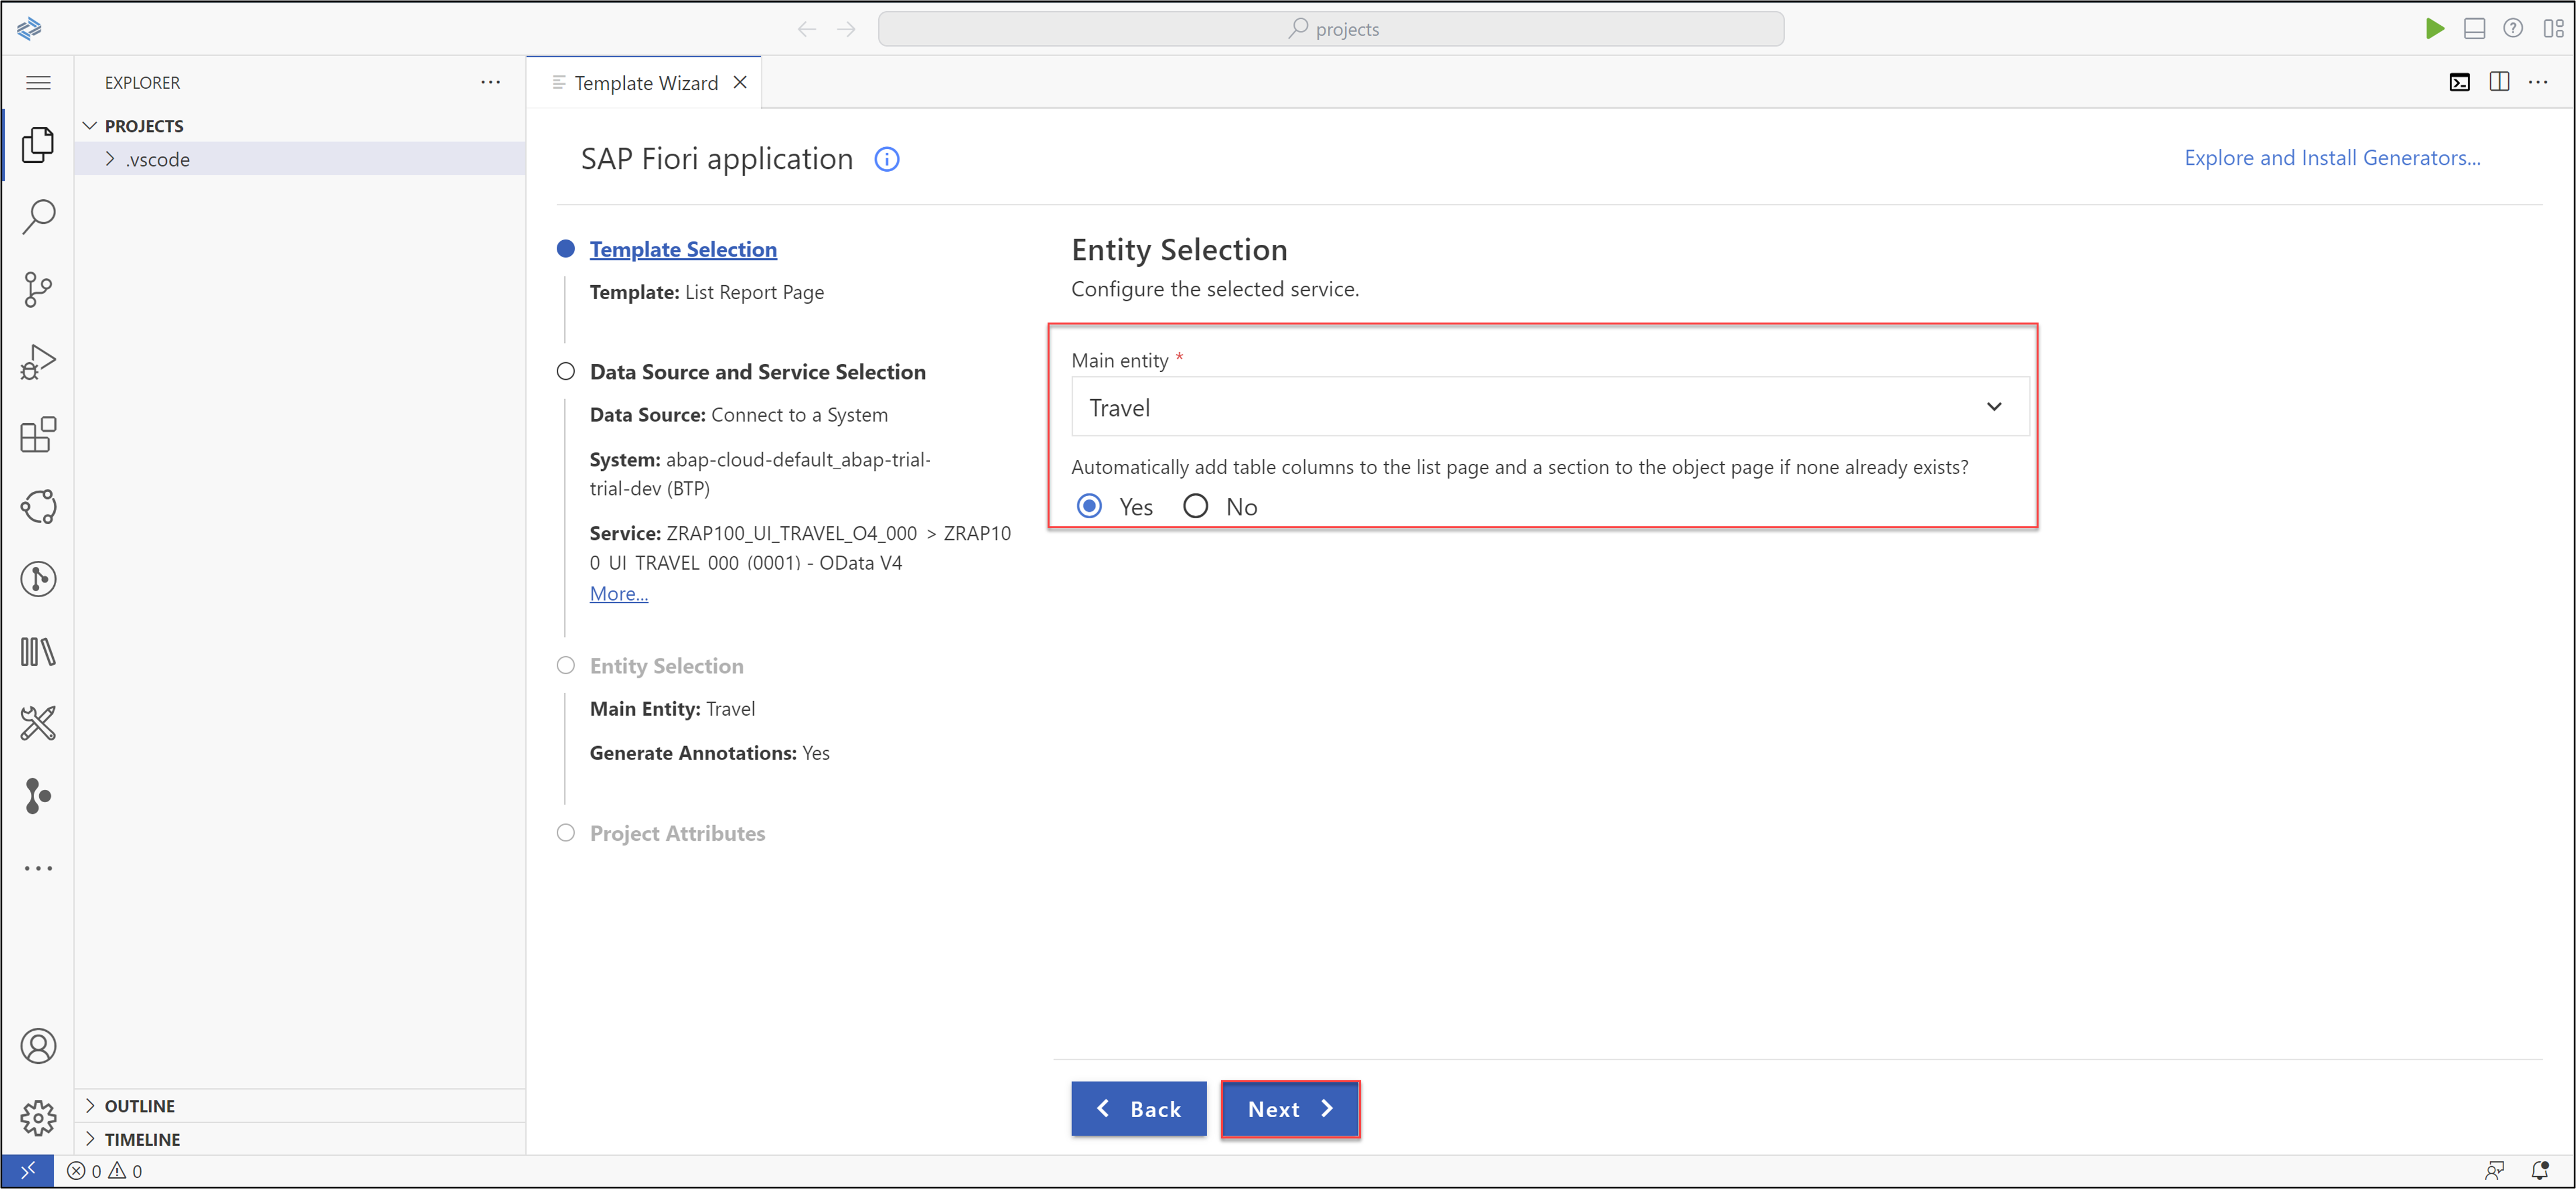 projects
EXPLORER
PROJECTS
.vscode
OUTLINE
TIMELINE
Template Wizard
SAP Fiori application
Explore and Install Generators...
Template Selection
Template: List Report Page
Data Source and Service Selection
Data Source: Connect to a System
System: abap-cloud-default_abap-trial-
trial-dev (BTP)
Service: ZRAP100_UI_TRAVEL_O4_000 > ZRAP10
0_UI_TRAVEL_000 (0001) - OData V4
More...
Entity Selection
Main Entity: Travel
Generate Annotations: Yes
Project Attributes
Entity Selection
Configure the selected service.
Main entity *
Travel
Automatically add table columns to the list page and a section to the object page if none already exists?
Yes No
Back Next
0 0